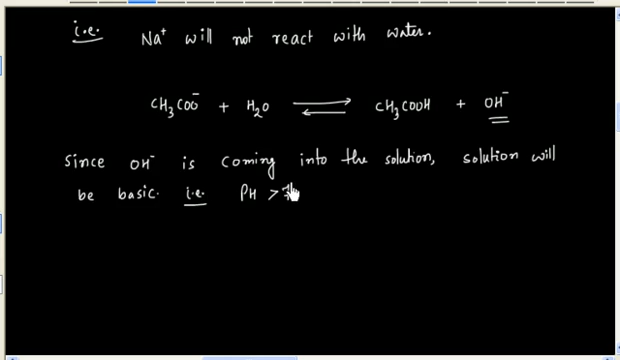 i.e. Na⁺ will not react with water.
CH₃COO⁻ + H₂O ⇌ CH₃COOH + OH⁻
Since OH⁻ is coming into the solution, solution will
be basic. i.e. PH > 7